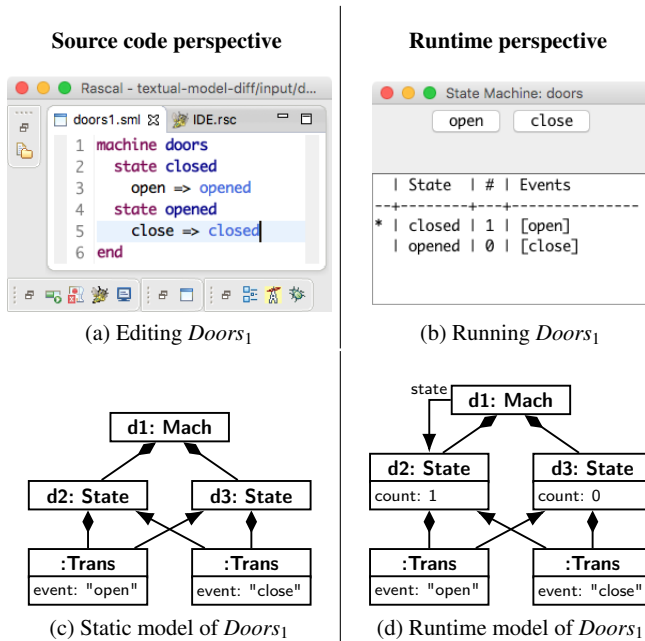 Source code perspective
Runtime perspective
Rascal - textual-model-diff/input/d...
doors1.sml
IDE.rsc
1 machine doors
2 state closed
3 open => opened
4 state opened
5 close => closed
6 end
(a) Editing Doors1
State Machine: doors
open
close
| State | # | Events
--+--------+---+----------------
* | closed | 1 | [open]
| opened | 0 | [close]
(b) Running Doors1
d1: Mach
d2: State
d3: State
:Trans
event: "open"
:Trans
event: "close"
(c) Static model of Doors1
state
d1: Mach
d2: State
count: 1
d3: State
count: 0
:Trans
event: "open"
:Trans
event: "close"
(d) Runtime model of Doors1